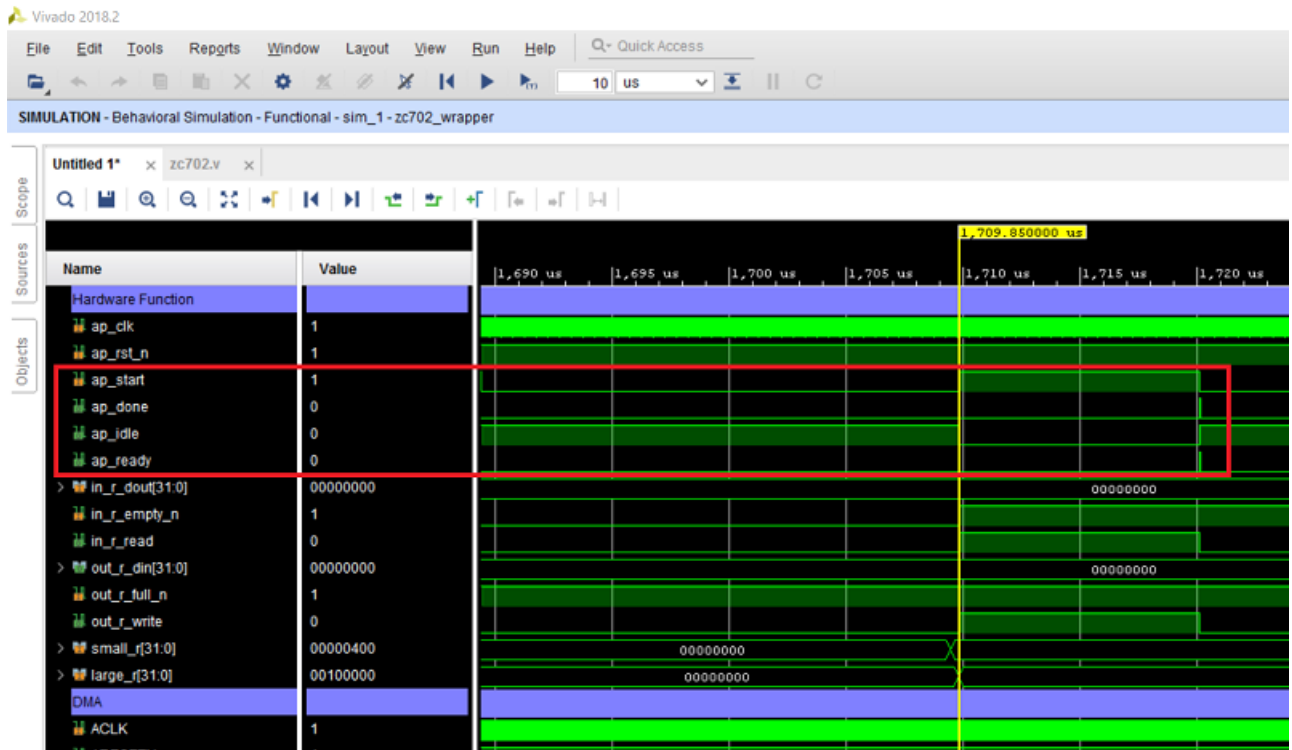 Vivado 2018.2
File Edit Tools Reports Window Layout View Run Help Quick Access
10 us
SIMULATION - Behavioral Simulation - Functional - sim_1 - zc702_wrapper
Untitled 1* zc702.v
Scope
Sources
Objects
1,709.850000 us
Name Value 1,690 us 1,695 us 1,700 us 1,705 us 1,710 us 1,715 us 1,720 us
Hardware Function
ap_clk 1
ap_rst_n 1
ap_start 1
ap_done 0
ap_idle 0
ap_ready 0
in_r_dout[31:0] 00000000 00000000
in_r_empty_n 1
in_r_read 0
out_r_din[31:0] 00000000 00000000
out_r_full_n 1
out_r_write 0
small_r[31:0] 00000400 00000000
large_r[31:0] 00100000 00000000
DMA
ACLK 1